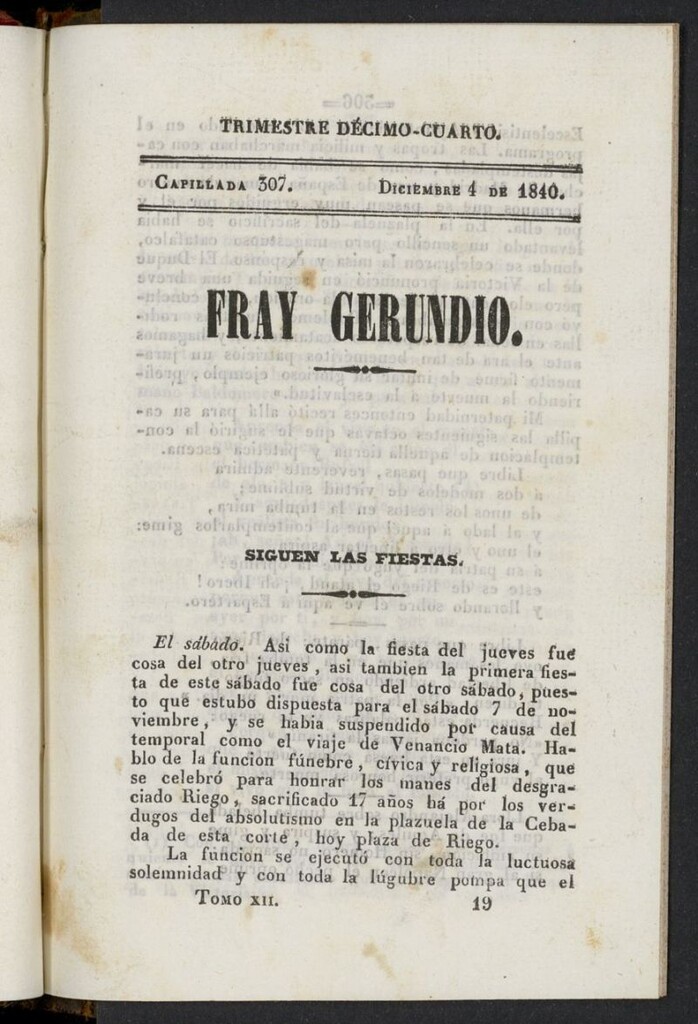 TRIMESTRE DÉCIMO-CUARTO.
CAPILLADA 307. DICIEMBRE 4 DE 1840.
FRAY GERUNDIO.
SIGUEN LAS FIESTAS.
El sábado. Asi como la fiesta del jueves fue
cosa del otro jueves, asi tambien la primera fies-
ta de este sábado fue cosa del otro sábado, pues-
to que estubo dispuesta para el sábado 7 de no-
viembre, y se habia suspendido por causa del
temporal como el viaje de Venancio Mata. Ha-
blo de la funcion fúnebre, cívica y religiosa, que
se celebró para honrar los manes del desgra-
ciado Riego, sacrificado 17 años há por los ver-
dugos del absolutismo en la plazuela de la Ceba-
da de esta corte, hoy plaza de Riego.
La funcion se ejecutó con toda la luctuosa
solemnidad y con toda la lúgubre pompa que el
TOMO XII. 19